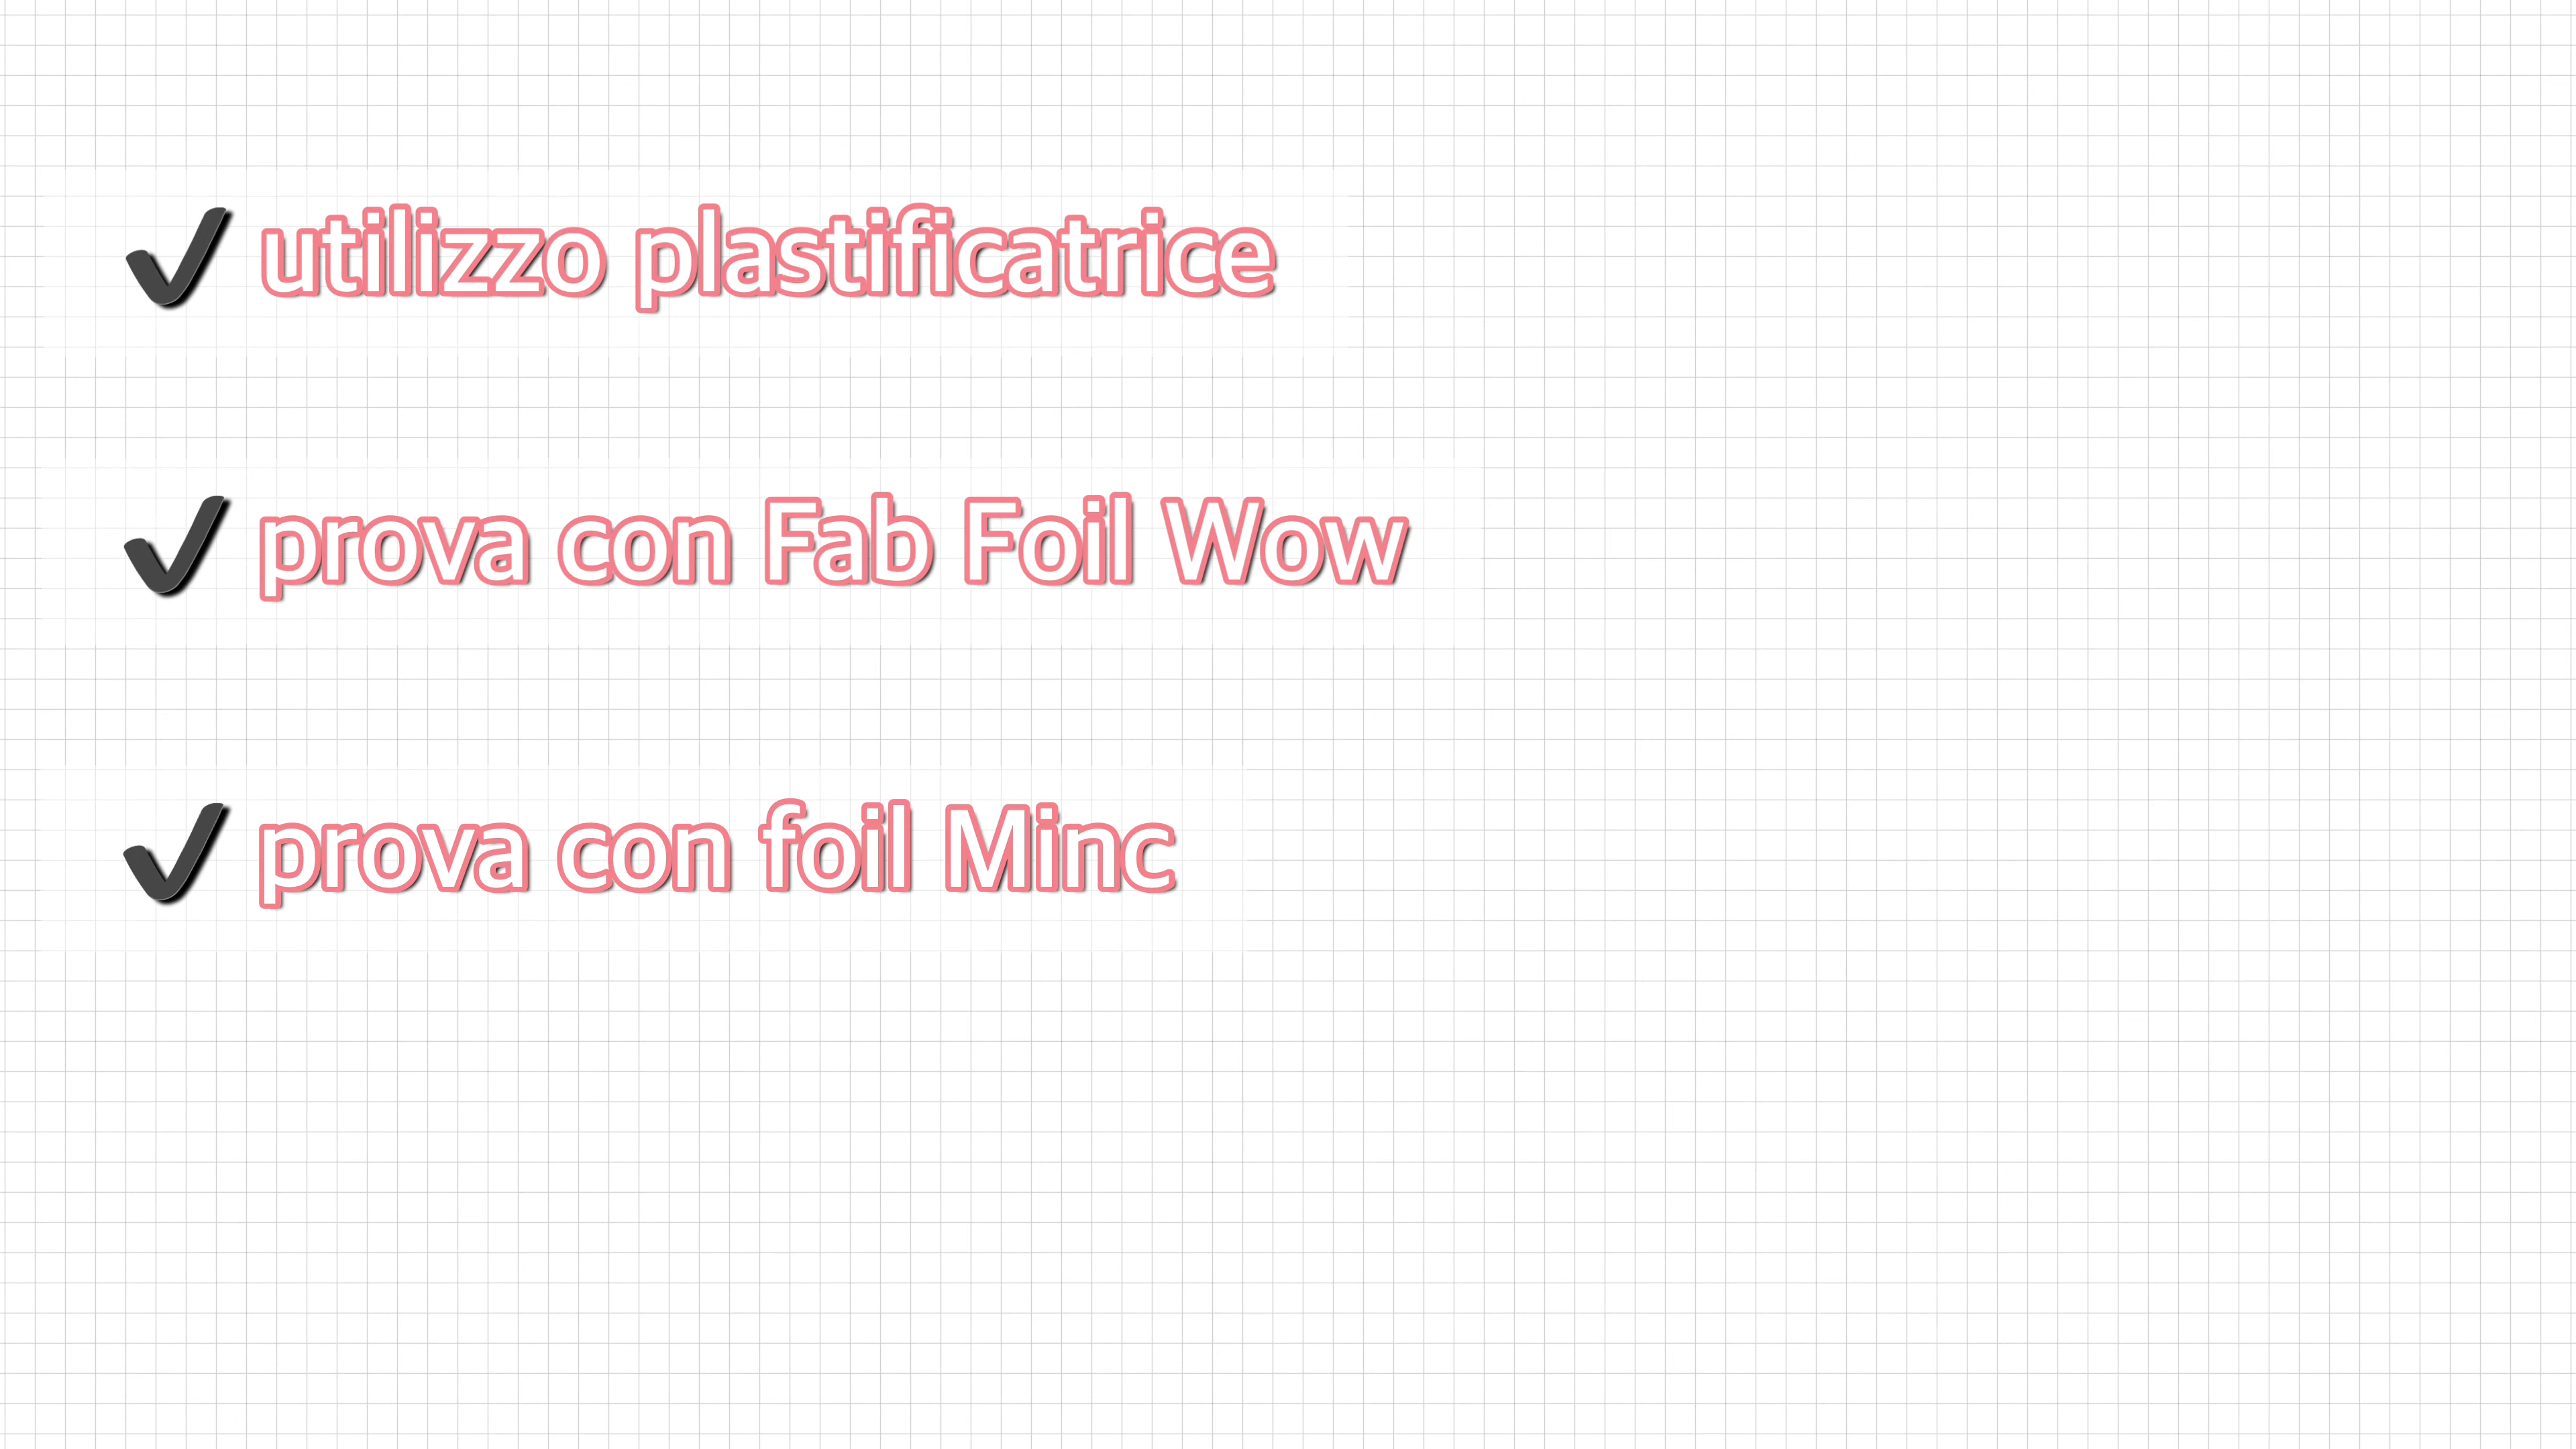 ✔ utilizzo plastificatrice
✔ prova con Fab Foil Wow
✔ prova con foil Minc